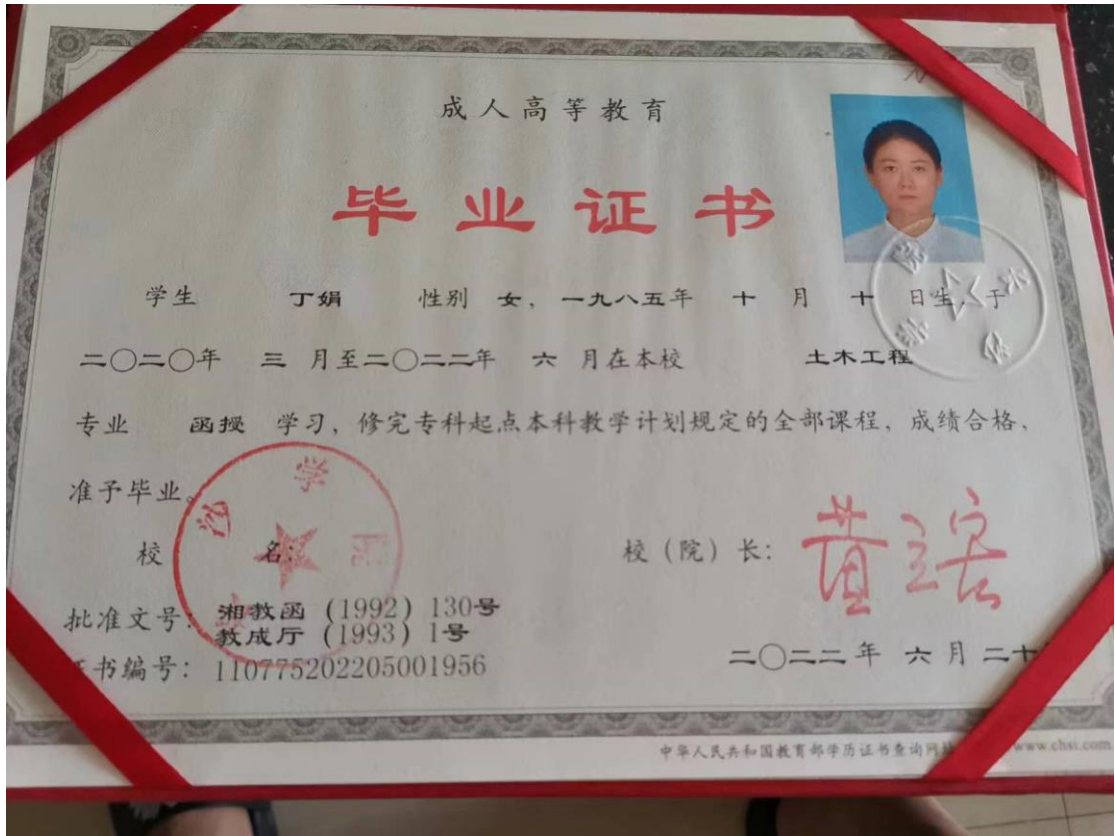 成人高等教育
毕业证书
学生 丁娟 性别 女，一九八五年 十 月 十 日生，于
二〇二〇年 三 月至二〇二二年 六 月在本校 土木工程
专业 函授 学习，修完专科起点本科教学计划规定的全部课程，成绩合格，
准予毕业。
校 名： 校（院）长：
批准文号：湘教函 (1992) 130号
教成厅 (1993) 1号
书编号：110775202205001956
二〇二二年 六月 二十
中华人民共和国教育部学历证书查询网 www.chsi.com